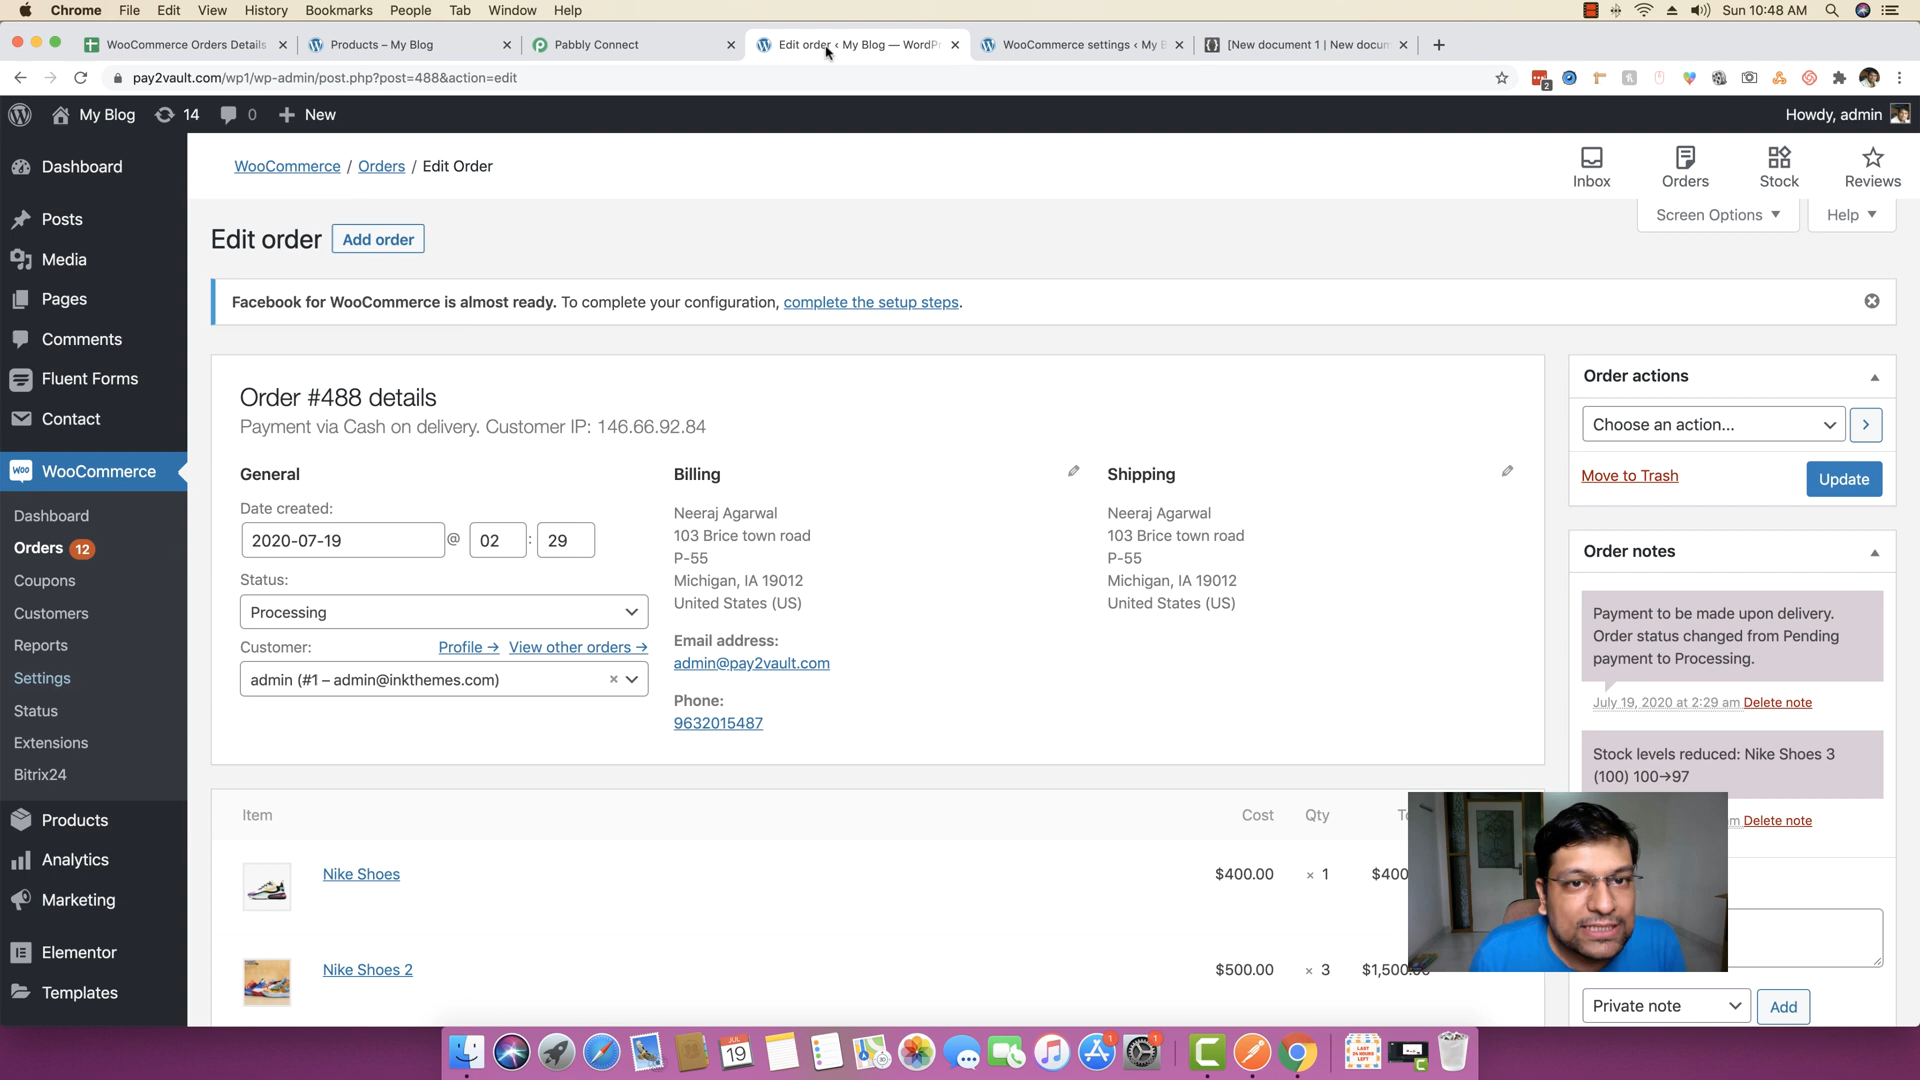 Chrome File Edit View History Bookmarks People Tab Window Help Sun 10:48 AM
WooCommerce Orders Details Products – My Blog Pabbly Connect Edit order ‹ My Blog — WordPr WooCommerce settings ‹ My B [New document 1 | New docum
pay2vault.com/wp1/wp-admin/post.php?post=488&action=edit
2
My Blog 14 0 New Howdy, admin
Dashboard
Posts
Media
Pages
Comments
Fluent Forms
Contact
WooCommerce
Dashboard
Orders 12
Coupons
Customers
Reports
Settings
Status
Extensions
Bitrix24
Products
Analytics
Marketing
Elementor
Templates
WooCommerce / Orders / Edit Order
Inbox Orders Stock Reviews
Screen Options Help
Edit order Add order
Facebook for WooCommerce is almost ready. To complete your configuration, complete the setup steps.
Order #488 details
Payment via Cash on delivery. Customer IP: 146.66.92.84
General
Date created:
2020-07-19 @ 02 : 29
Status:
Processing
Customer: Profile → View other orders →
admin (#1 – admin@inkthemes.com) ×
Billing
Neeraj Agarwal
103 Brice town road
P-55
Michigan, IA 19012
United States (US)
Email address:
admin@pay2vault.com
Phone:
9632015487
Shipping
Neeraj Agarwal
103 Brice town road
P-55
Michigan, IA 19012
United States (US)
Item Cost Qty
Nike Shoes $400.00 × 1 $400
Nike Shoes 2 $500.00 × 3 $1,500
Order actions
Choose an action...
Move to Trash Update
Order notes
Payment to be made upon delivery.
Order status changed from Pending
payment to Processing.
July 19, 2020 at 2:29 am Delete note
Stock levels reduced: Nike Shoes 3
(100) 100→97
m Delete note
Private note Add
JUL
19
1
1
LAST
24 HOURS
LEFT